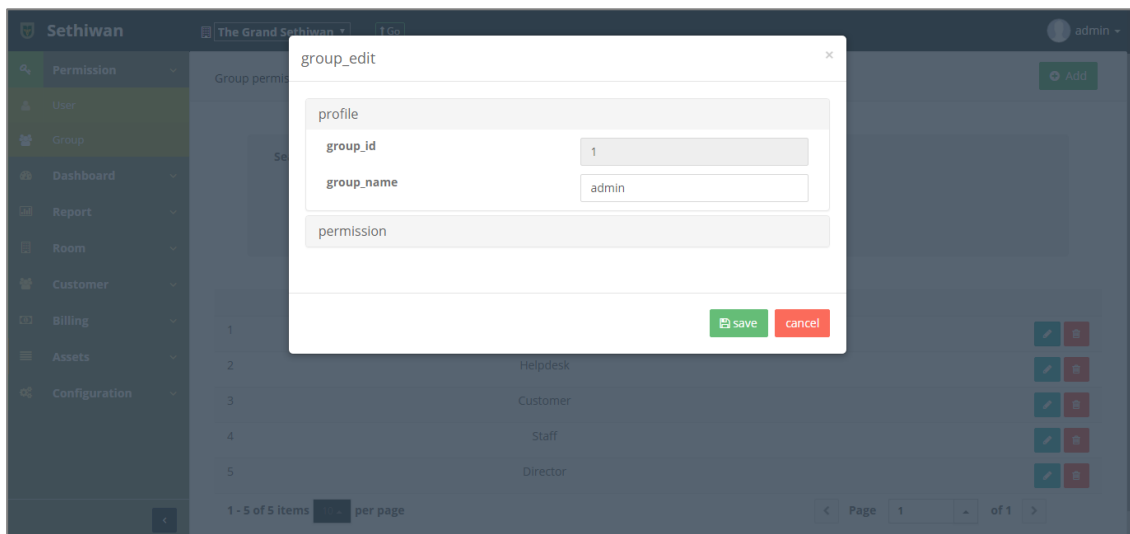 Sethiwan
The Grand Sethiwan
Go
admin
Permission
Group permis
Add
User
Group
Dashboard
Report
Room
Customer
Billing
Assets
Configuration
group_edit
×
profile
group_id
1
group_name
admin
permission
save
cancel
Se
1
2 Helpdesk
3 Customer
4 Staff
5 Director
1 - 5 of 5 items
per page
Page 1 of 1